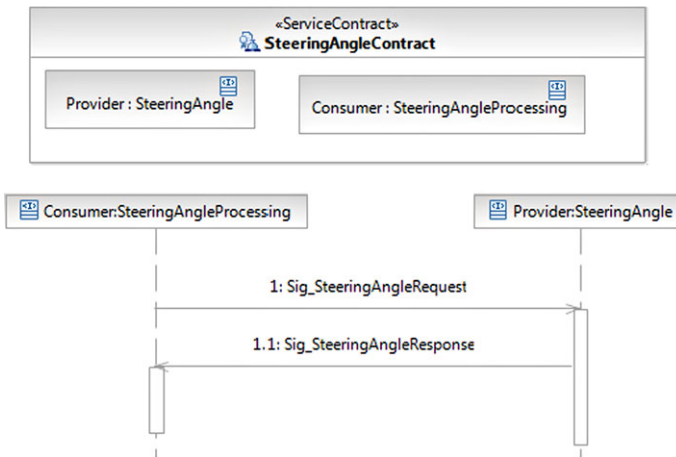 «ServiceContract»
SteeringAngleContract
Provider : SteeringAngle
Consumer : SteeringAngleProcessing
Consumer:SteeringAngleProcessing
Provider:SteeringAngle
1: Sig_SteeringAngleRequest
1.1: Sig_SteeringAngleResponse